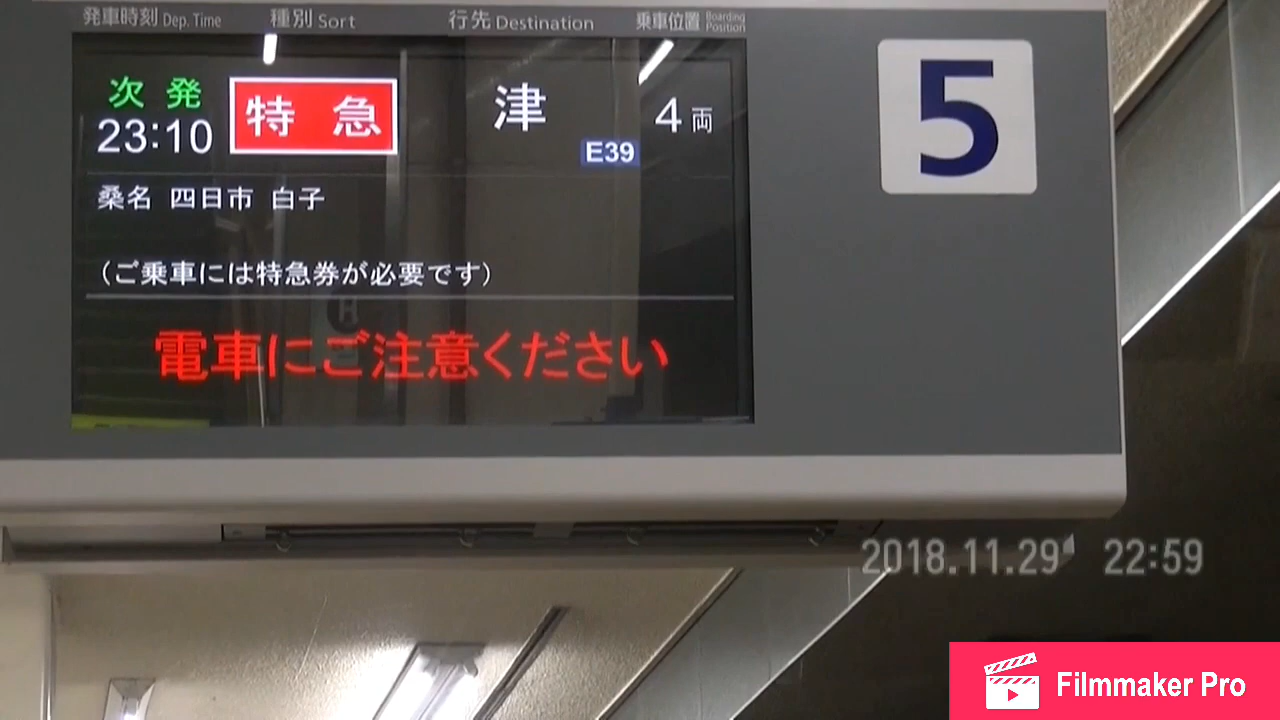 発車時刻 Dep. Time 種別 Sort 行先 Destination 乗車位置 Boarding Position
次発
23:10 特急 津 4両
E39
5
桑名 四日市 白子
(ご乗車には特急券が必要です)
電車にご注意ください
2018.11.29 22:59
Filmmaker Pro